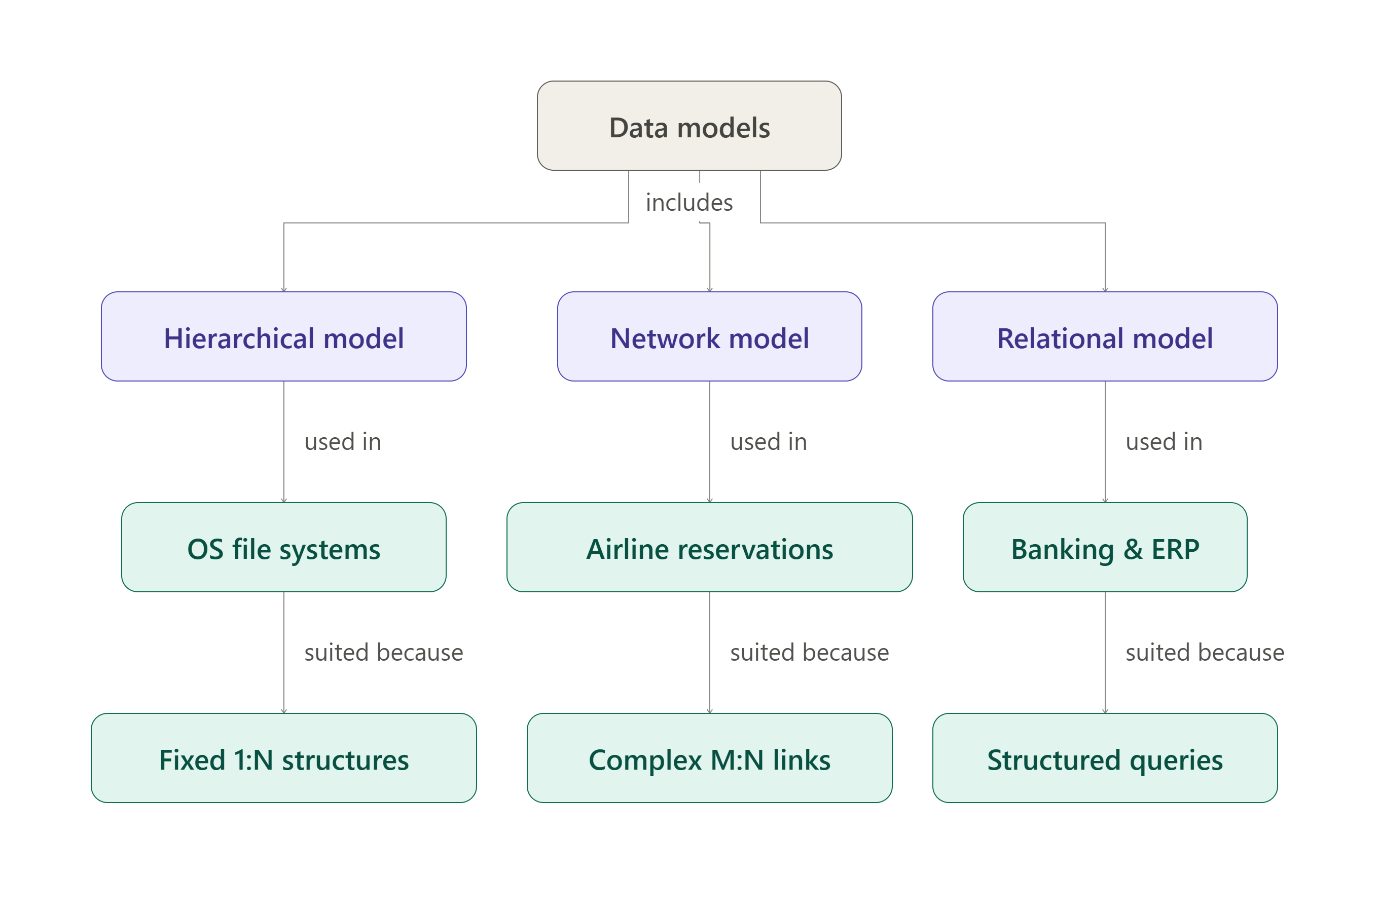 Data models
includes
Hierarchical model
Network model
Relational model
used in
used in
used in
OS file systems
Airline reservations
Banking & ERP
suited because
suited because
suited because
Fixed 1:N structures
Complex M:N links
Structured queries